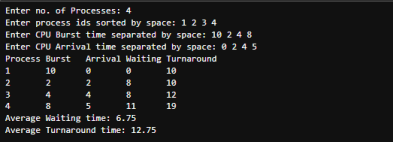 Enter no. of Processes: 4
Enter process ids sorted by space: 1 2 3 4
Enter CPU Burst time separated by space: 10 2 4 8
Enter CPU Arrival time separated by space: 0 2 4 5
Process Burst Arrival Waiting Turnaround
1 10 0 0 10
2 2 2 8 10
3 4 4 8 12
4 8 5 11 19
Average Waiting time: 6.75
Average Turnaround time: 12.75